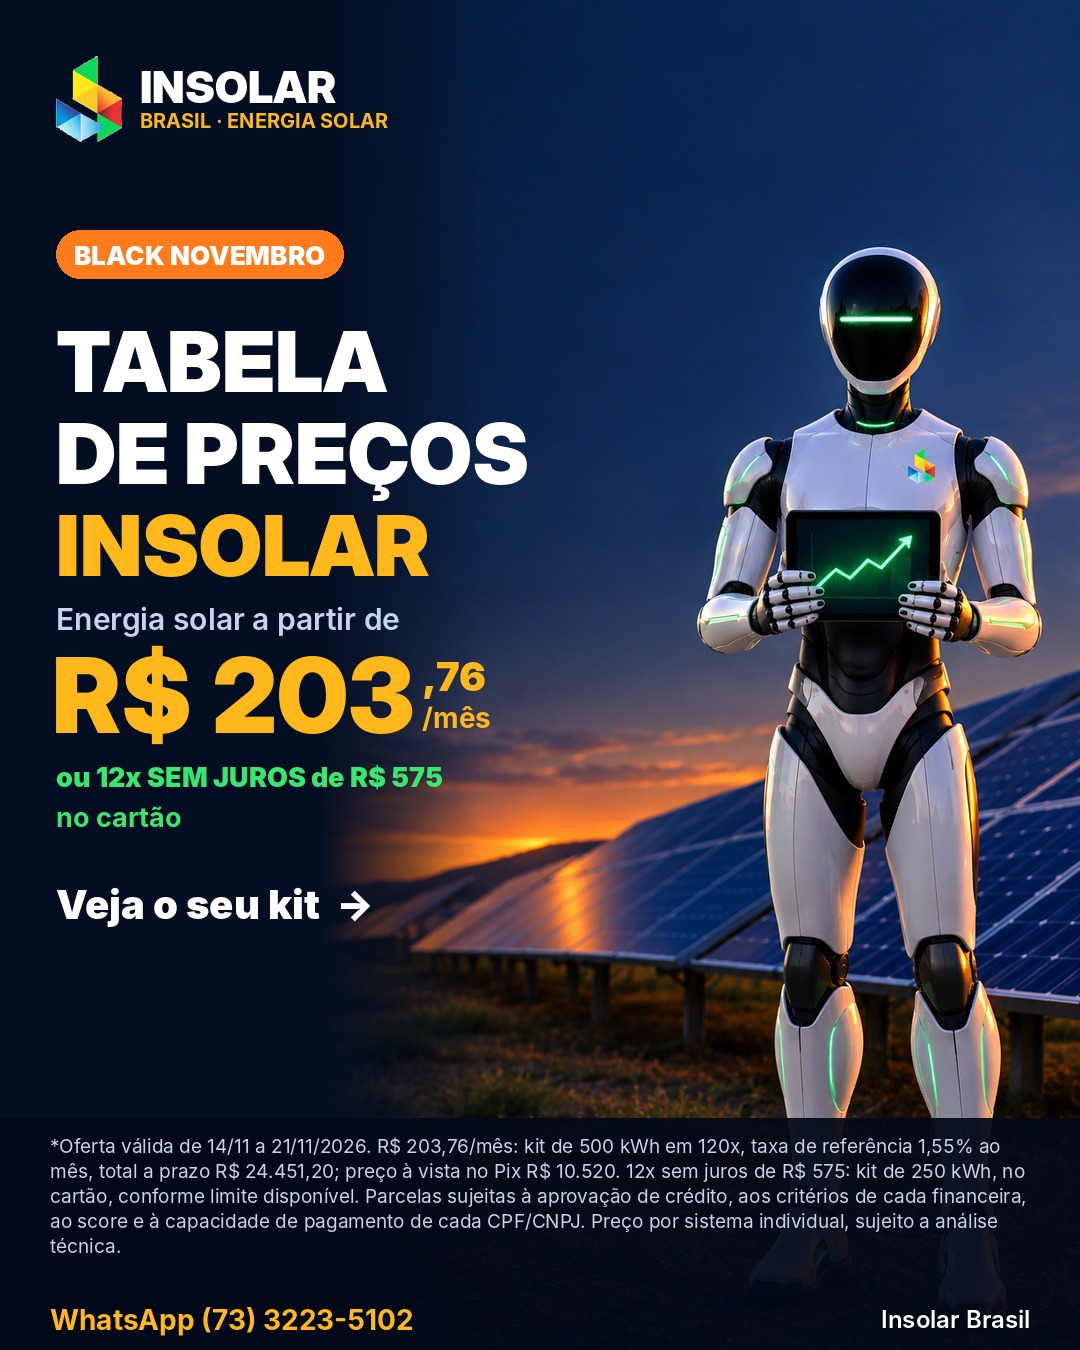 INSOLAR
BRASIL · ENERGIA SOLAR
BLACK NOVEMBRO
TABELA
DE PREÇOS
INSOLAR
Energia solar a partir de
R$ 203,76
/mês
ou 12x SEM JUROS de R$ 575
no cartão
Veja o seu kit →
*Oferta válida de 14/11 a 21/11/2026. R$ 203,76/mês: kit de 500 kWh em 120x, taxa de referência 1,55% ao
mês, total a prazo R$ 24.451,20; preço à vista no Pix R$ 10.520. 12x sem juros de R$ 575: kit de 250 kWh, no
cartão, conforme limite disponível. Parcelas sujeitas à aprovação de crédito, aos critérios de cada financeira,
ao score e à capacidade de pagamento de cada CPF/CNPJ. Preço por sistema individual, sujeito a análise
técnica.
WhatsApp (73) 3223-5102
Insolar Brasil